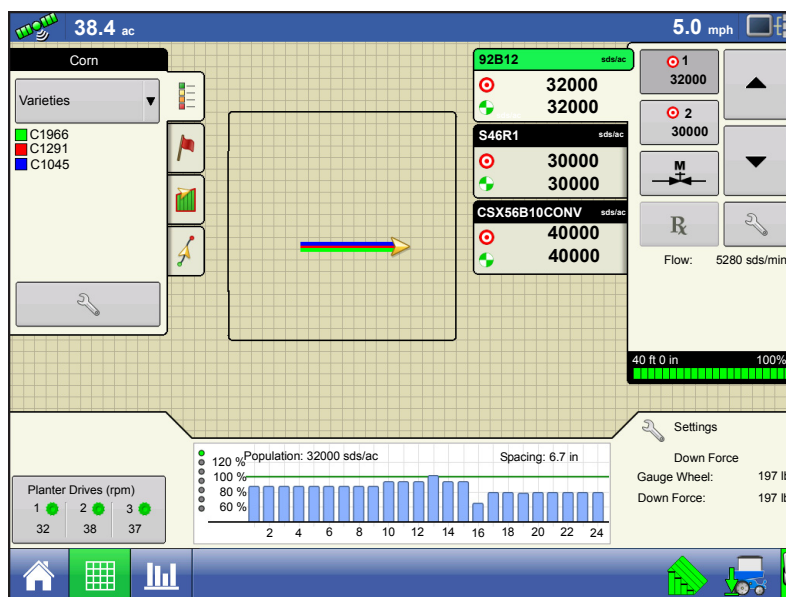 38.4 ac
5.0 mph
Corn
Varieties
C1966
C1291
C1045
92B12 sds/ac
32000
32000
S46R1 sds/ac
30000
30000
CSX56B10CONV sds/ac
40000
40000
1
32000
2
30000
M
Rx
Flow: 5280 sds/min
40 ft 0 in 100%
Population: 32000 sds/ac Spacing: 6.7 in
120 %
100 %
80 %
60 %
2 4 6 8 10 12 14 16 18 20 22 24
Planter Drives (rpm)
1 2 3
32 38 37
Settings
Down Force
Gauge Wheel: 197 lb
Down Force: 197 lb